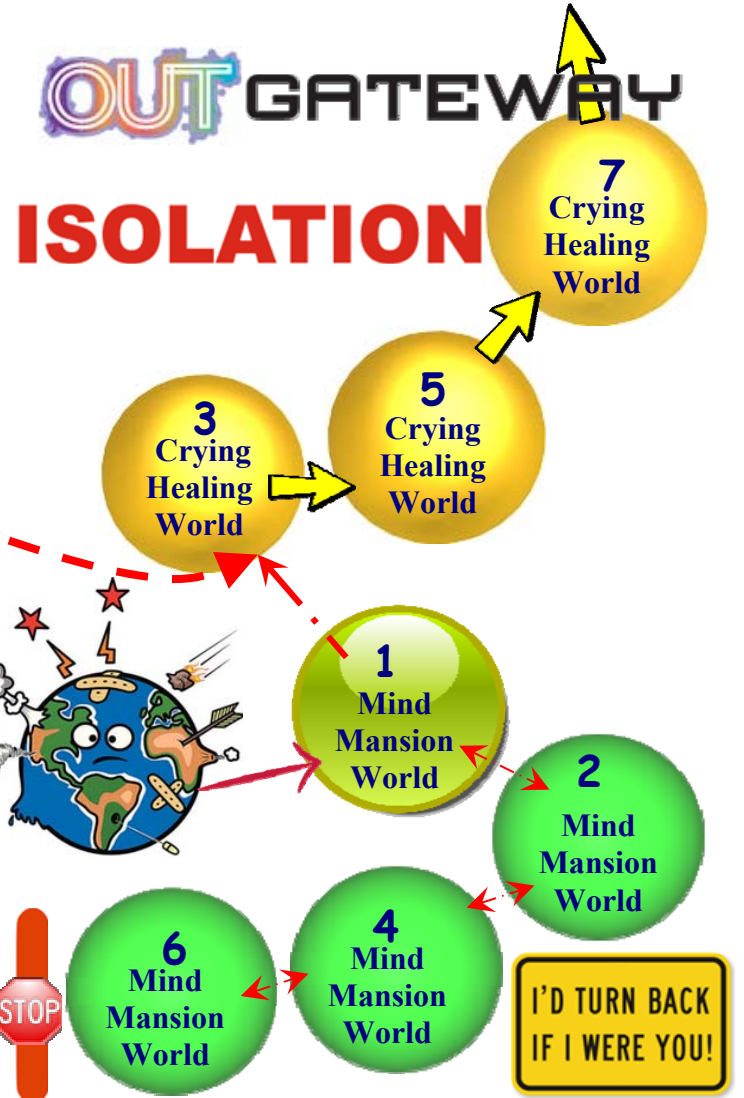 OUT GATEWAY
ISOLATION
7
Crying
Healing
World
5
Crying
Healing
World
3
Crying
Healing
World
1
Mind
Mansion
World
2
Mind
Mansion
World
4
Mind
Mansion
World
6
Mind
Mansion
World
STOP
I'D TURN BACK
IF I WERE YOU!